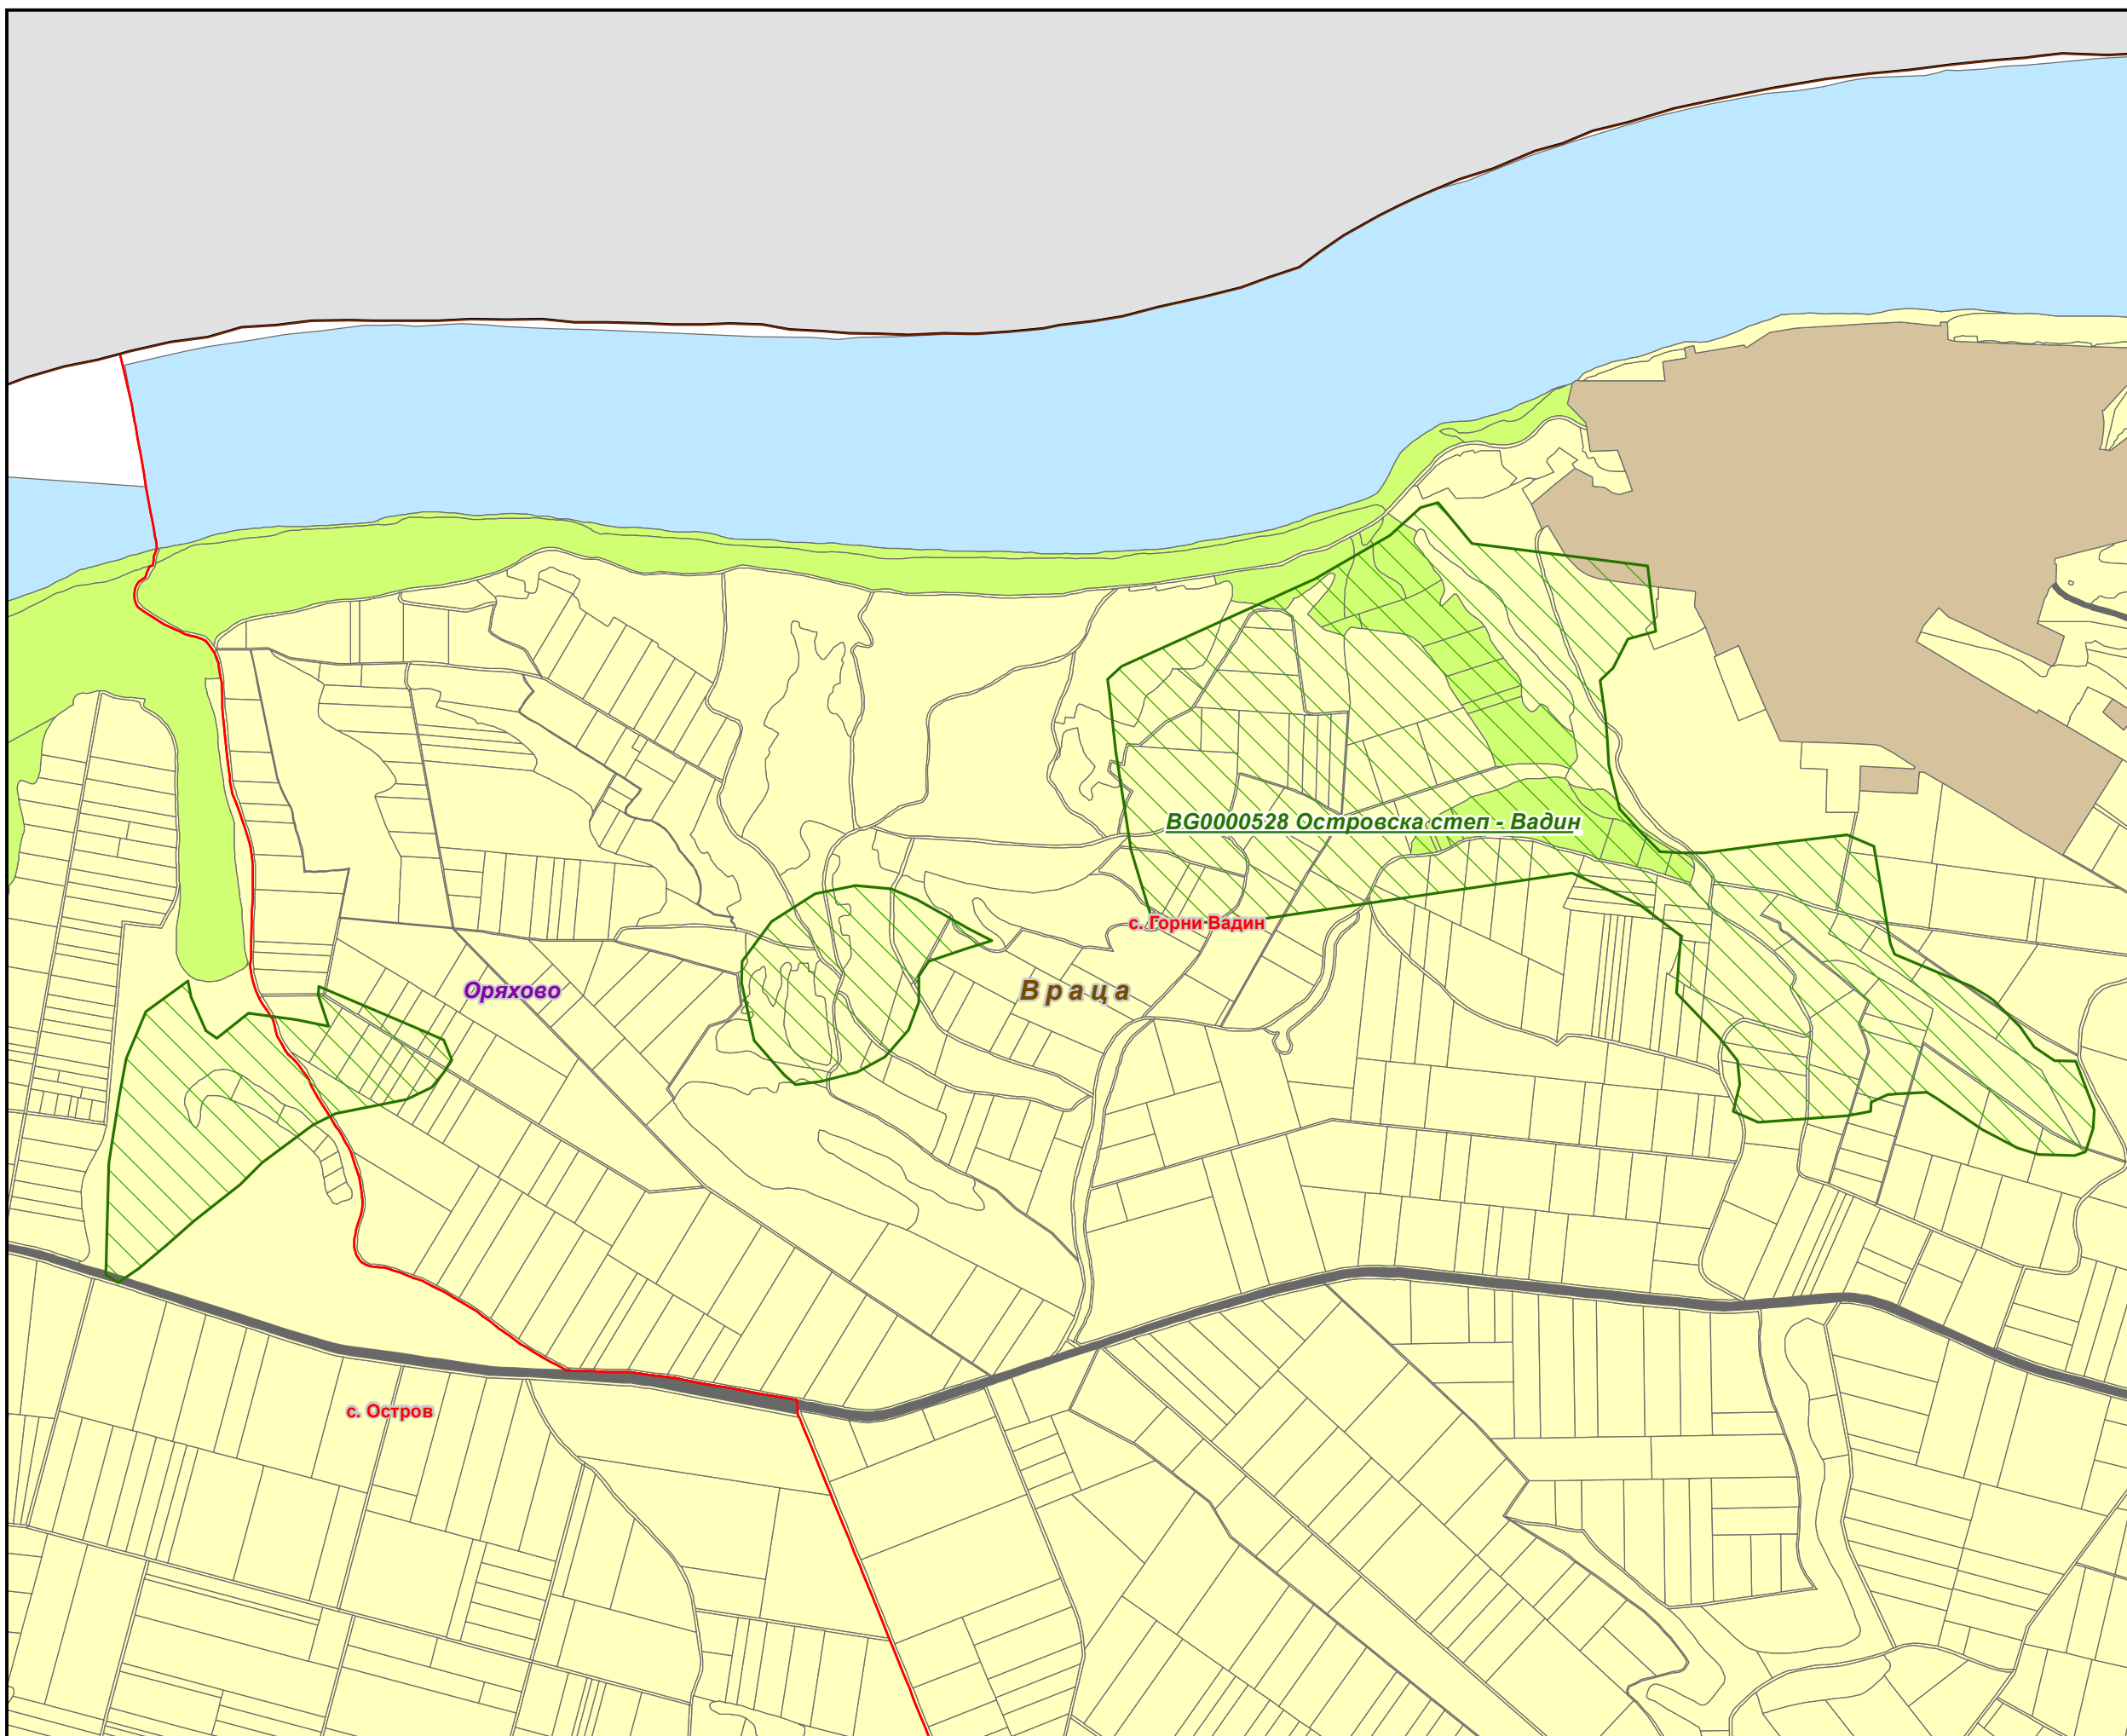 BG0000528 Островска степ - Вадин
с. Горни Вадин
Оряхово
Враца
с. Остров